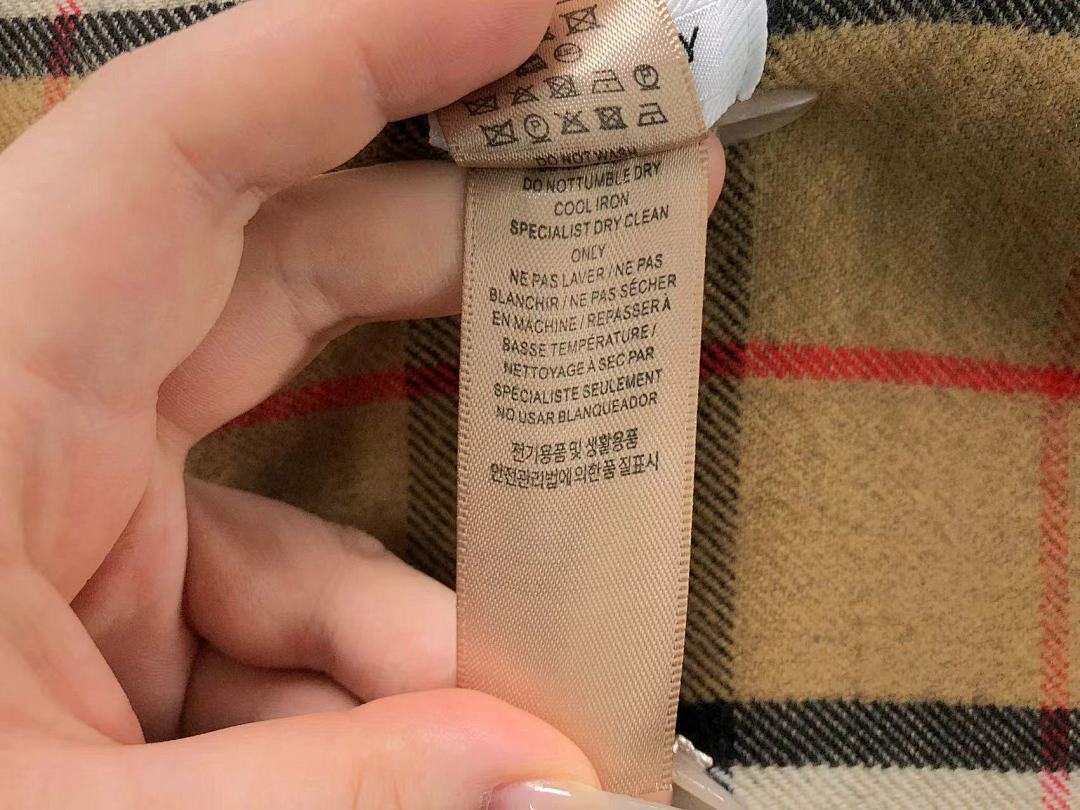 Y
DO NOT WASH
DO NOT TUMBLE DRY
COOL IRON
SPECIALIST DRY CLEAN
ONLY
NE PAS LAVER / NE PAS
BLANCHIR / NE PAS SÉCHER
EN MACHINE / REPASSER À
BASSE TEMPÉRATURE /
NETTOYAGE À SEC PAR
SPÉCIALISTE SEULEMENT
NO USAR BLANQUEADOR
전기용품 및 생활용품
안전관리법에 의한 품질표시